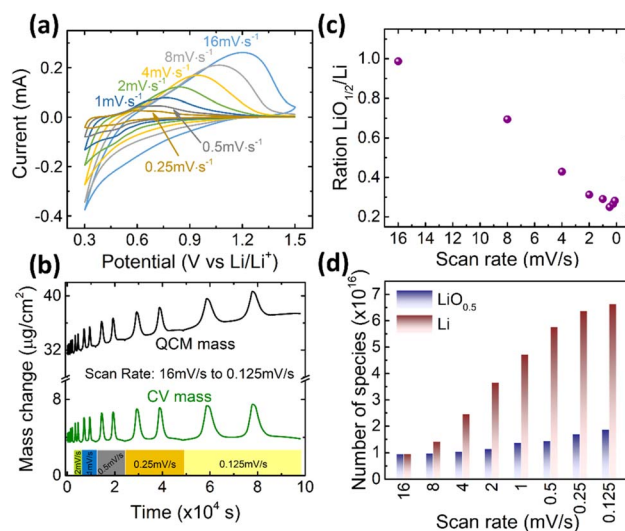 (a)
16mV·s⁻¹
8mV·s⁻¹
4mV·s⁻¹
2mV·s⁻¹
1mV·s⁻¹
0.5mV·s⁻¹
0.25mV·s⁻¹
Current (mA)
0.2
0.0
-0.2
-0.4
0.3 0.6 0.9 1.2 1.5
Potential (V vs Li/Li⁺)
(b)
QCM mass
Scan Rate: 16mV/s to 0.125mV/s
CV mass
2mV/s
1mV/s
0.5mV/s
0.25mV/s
0.125mV/s
Mass change (µg/cm²)
40
32
8
0
0 2 4 6 8 10
Time (×10⁴ s)
(c)
Ration LiO1/2/Li
1.0
0.8
0.6
0.4
0.2
16 14 12 10 8 6 4 2 0
Scan rate (mV/s)
(d)
LiO0.5
Li
Number of species (x10¹⁶)
7
6
5
4
3
2
1
0
16 8 4 2 1 0.5 0.25 0.125
Scan rate (mV/s)